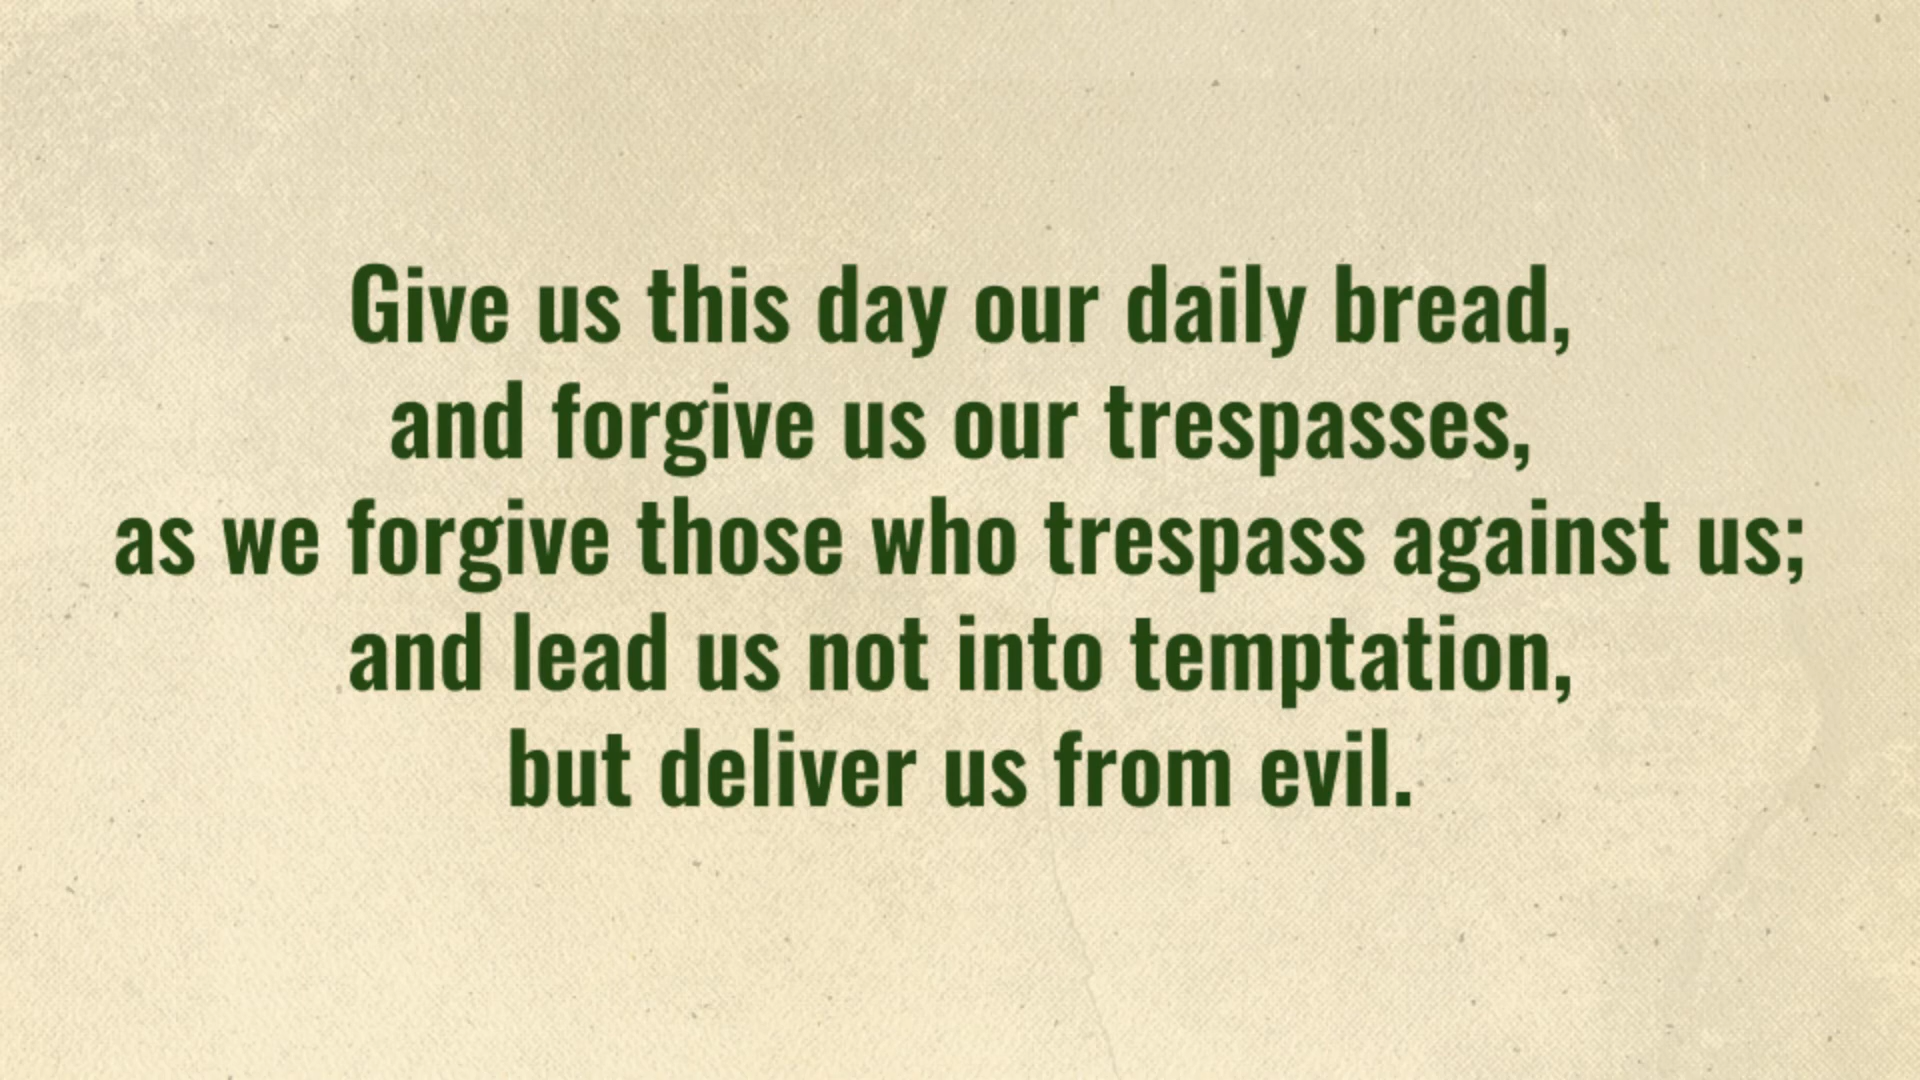 Give us this day our daily bread,
and forgive us our trespasses,
as we forgive those who trespass against us;
and lead us not into temptation,
but deliver us from evil.